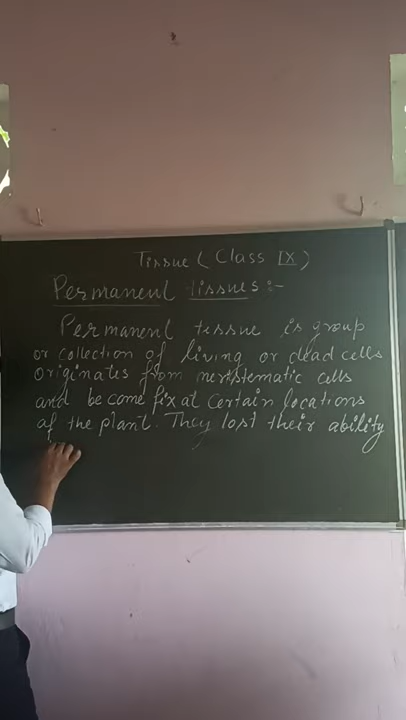 Tissue ( Class IX )
Permanent tissues :-
Permanent tissue is group
or collection of living or dead cells
originates from meristematic cells
and become fix at certain locations
of the plant. They lost their ability